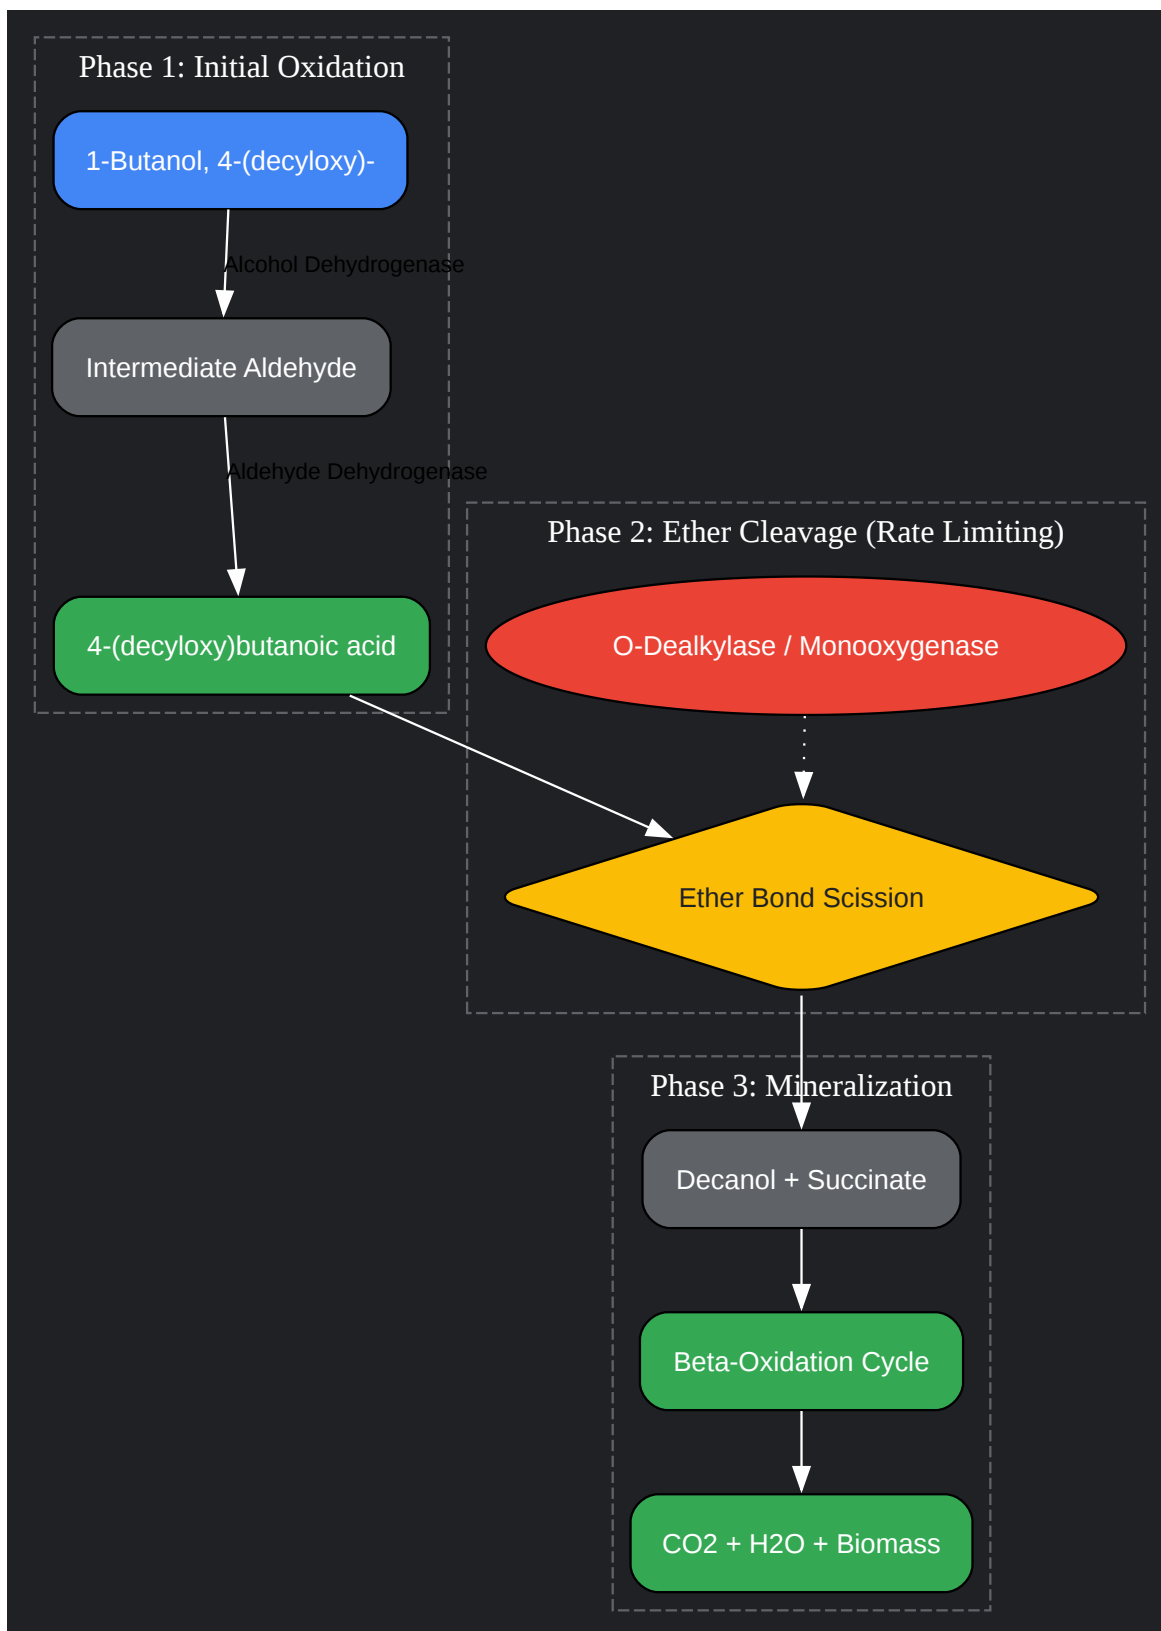 Phase 1: Initial Oxidation
1-Butanol, 4-(decyloxy)-
Alcohol Dehydrogenase
Intermediate Aldehyde
Aldehyde Dehydrogenase
4-(decyloxy)butanoic acid
Phase 2: Ether Cleavage (Rate Limiting)
O-Dealkylase / Monooxygenase
Ether Bond Scission
Phase 3: Mineralization
Decanol + Succinate
Beta-Oxidation Cycle
CO2 + H2O + Biomass